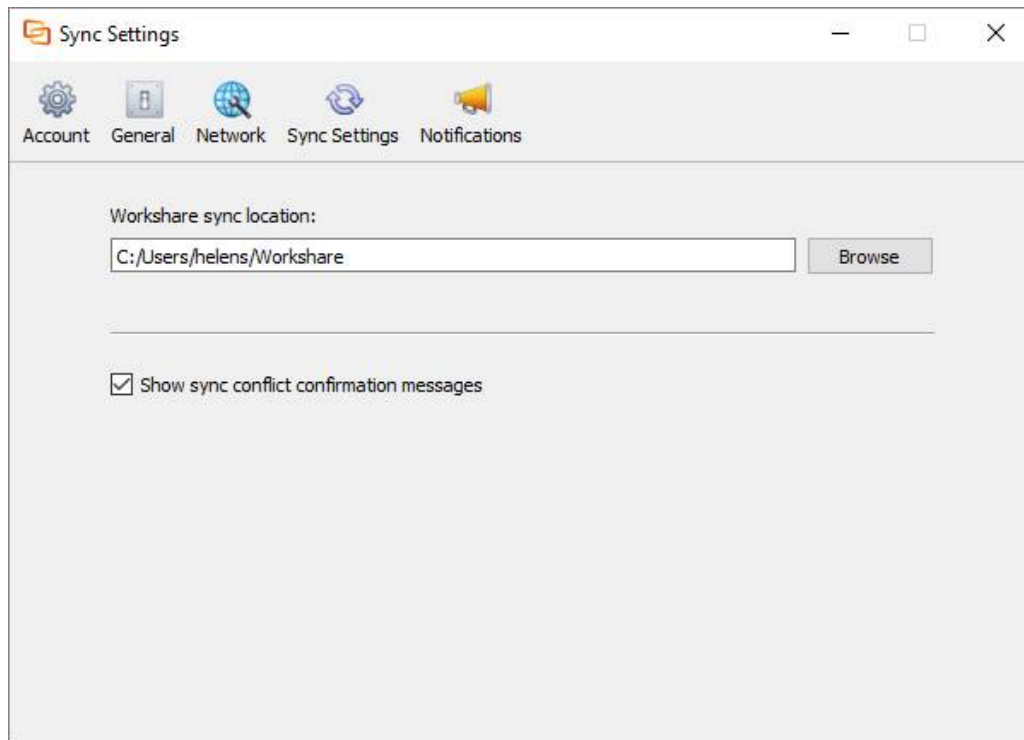 Sync Settings
Account General Network Sync Settings Notifications
Workshare sync location:
C:/Users/helens/Workshare Browse
Show sync conflict confirmation messages